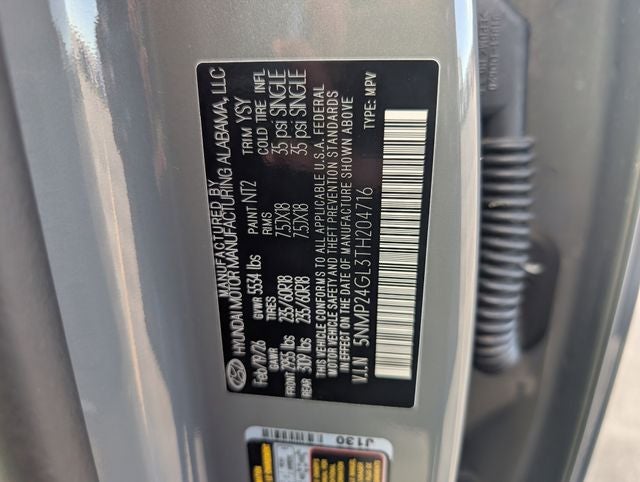 MANUFACTURED BY
HYUNDAI MOTOR MANUFACTURING ALABAMA, LLC
Feb/19/26 PAINT NT2 TRIM YSY
GVWR 5334 lbs
GAWR TIRES RIMS COLD TIRE INFL
FRONT 2955 lbs 235/60R18 7.5JX18 35 psi SINGLE
REAR 3109 lbs 235/60R18 7.5JX18 35 psi SINGLE
THIS VEHICLE CONFORMS TO ALL APPLICABLE U.S.A. FEDERAL
MOTOR VEHICLE SAFETY AND THEFT PREVENTION STANDARDS
IN EFFECT ON THE DATE OF MANUFACTURE SHOWN ABOVE
V.I.N 5NMP24GL3TH204716 TYPE: MPV
J1130